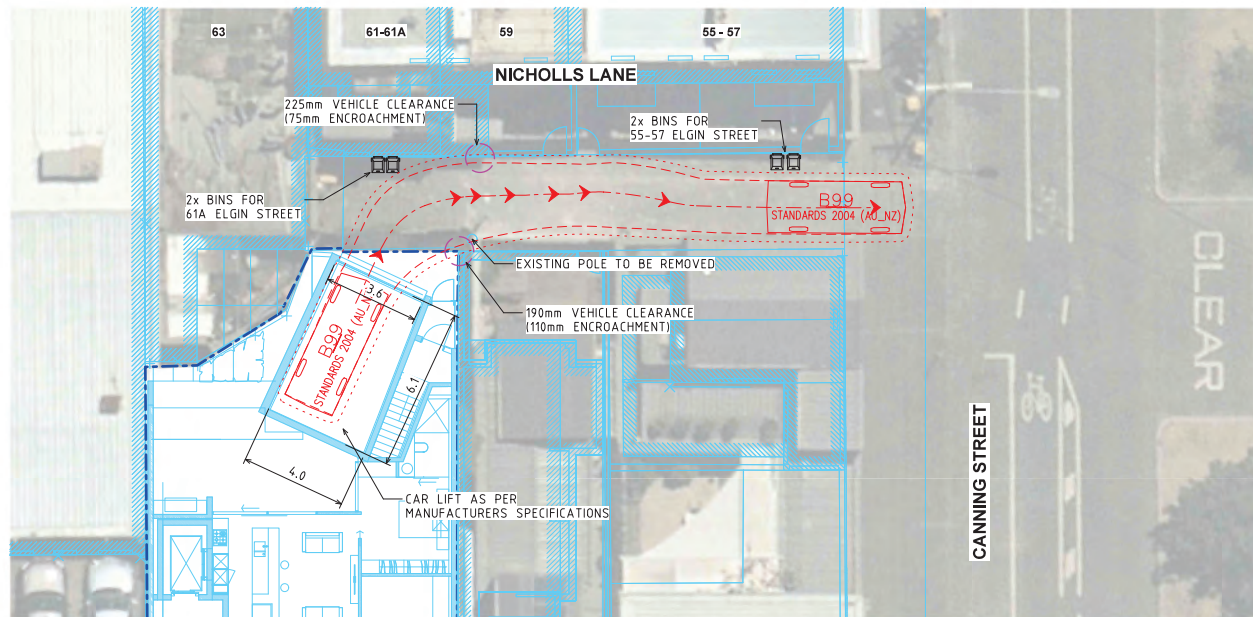 63
61-61A
59
55 - 57
NICHOLLS LANE
225mm VEHICLE CLEARANCE
(75mm ENCROACHMENT)
2x BINS FOR
55-57 ELGIN STREET
2x BINS FOR
61A ELGIN STREET
B99
STANDARDS 2004 (AU_NZ)
EXISTING POLE TO BE REMOVED
190mm VEHICLE CLEARANCE
(110mm ENCROACHMENT)
3.6
B99
STANDARDS 2004 (AU_N
6.1
4.0
CAR LIFT AS PER
MANUFACTURERS SPECIFICATIONS
CANNING STREET
CLEAR